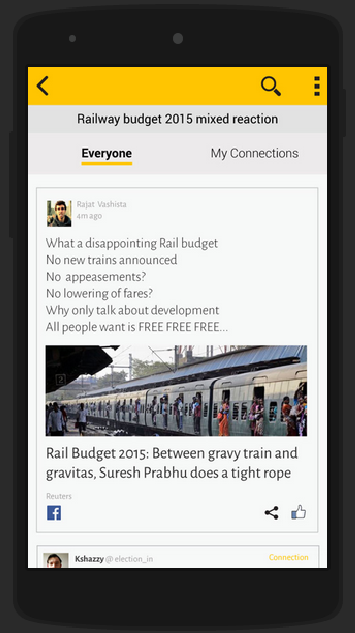 Railway budget 2015 mixed reaction
Everyone
My Connections
Rajat Vashista
4m ago
What a disappointing Rail budget
No new trains announced
No appeasements?
No lowering of fares?
Why only talk about development
All people want is FREE FREE FREE...
Rail Budget 2015: Between gravy train and
gravitas, Suresh Prabhu does a tight rope
Reuters
f
Kshazzy @election_in
Connection